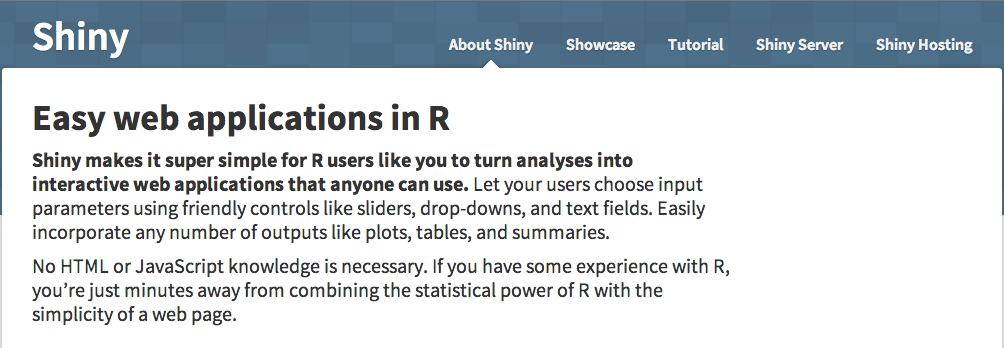 Shiny
About Shiny Showcase Tutorial Shiny Server Shiny Hosting
Easy web applications in R
Shiny makes it super simple for R users like you to turn analyses into
interactive web applications that anyone can use. Let your users choose input
parameters using friendly controls like sliders, drop-downs, and text fields. Easily
incorporate any number of outputs like plots, tables, and summaries.
No HTML or JavaScript knowledge is necessary. If you have some experience with R,
you’re just minutes away from combining the statistical power of R with the
simplicity of a web page.